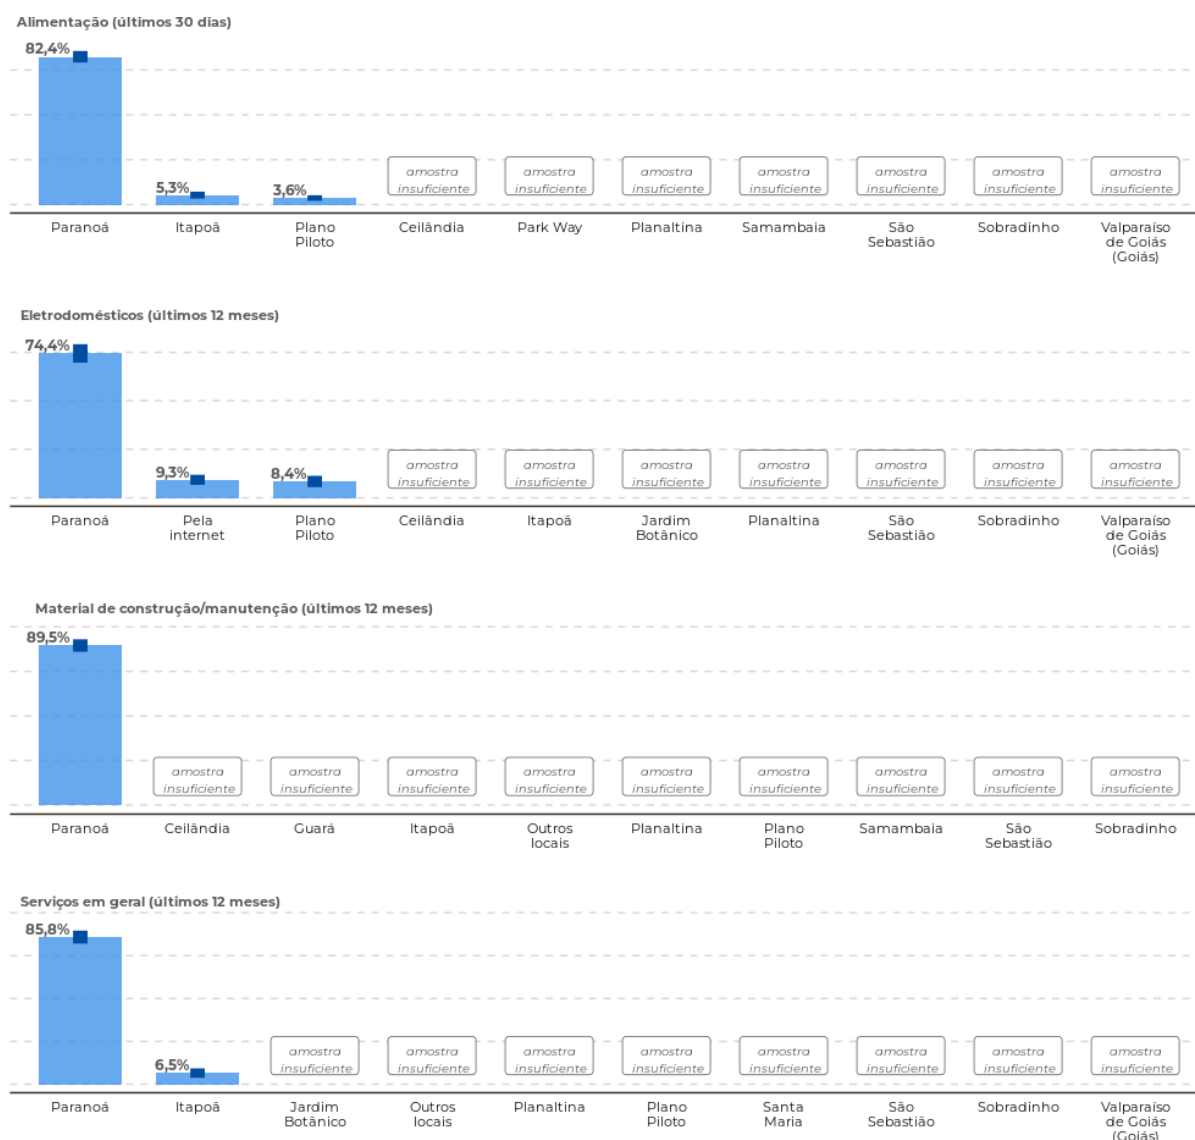 Alimentação (últimos 30 dias)
82,4%
5,3%
3,6%
amostra insuficiente
amostra insuficiente
amostra insuficiente
amostra insuficiente
amostra insuficiente
amostra insuficiente
amostra insuficiente
Paranoá
Itapoã
Plano Piloto
Ceilândia
Park Way
Planaltina
Samambaia
São Sebastião
Sobradinho
Valparaíso de Goiás (Goiás)
Eletrodomésticos (últimos 12 meses)
74,4%
9,3%
8,4%
amostra insuficiente
amostra insuficiente
amostra insuficiente
amostra insuficiente
amostra insuficiente
amostra insuficiente
amostra insuficiente
Paranoá
Pela internet
Plano Piloto
Ceilândia
Itapoã
Jardim Botânico
Planaltina
São Sebastião
Sobradinho
Valparaíso de Goiás (Goiás)
Material de construção/manutenção (últimos 12 meses)
89,5%
amostra insuficiente
amostra insuficiente
amostra insuficiente
amostra insuficiente
amostra insuficiente
amostra insuficiente
amostra insuficiente
amostra insuficiente
amostra insuficiente
Paranoá
Ceilândia
Guará
Itapoã
Outros locais
Planaltina
Plano Piloto
Samambaia
São Sebastião
Sobradinho
Serviços em geral (últimos 12 meses)
85,8%
6,5%
amostra insuficiente
amostra insuficiente
amostra insuficiente
amostra insuficiente
amostra insuficiente
amostra insuficiente
amostra insuficiente
amostra insuficiente
Paranoá
Itapoã
Jardim Botânico
Outros locais
Planaltina
Plano Piloto
Santa Maria
São Sebastião
Sobradinho
Valparaíso de Goiás (Goiás)